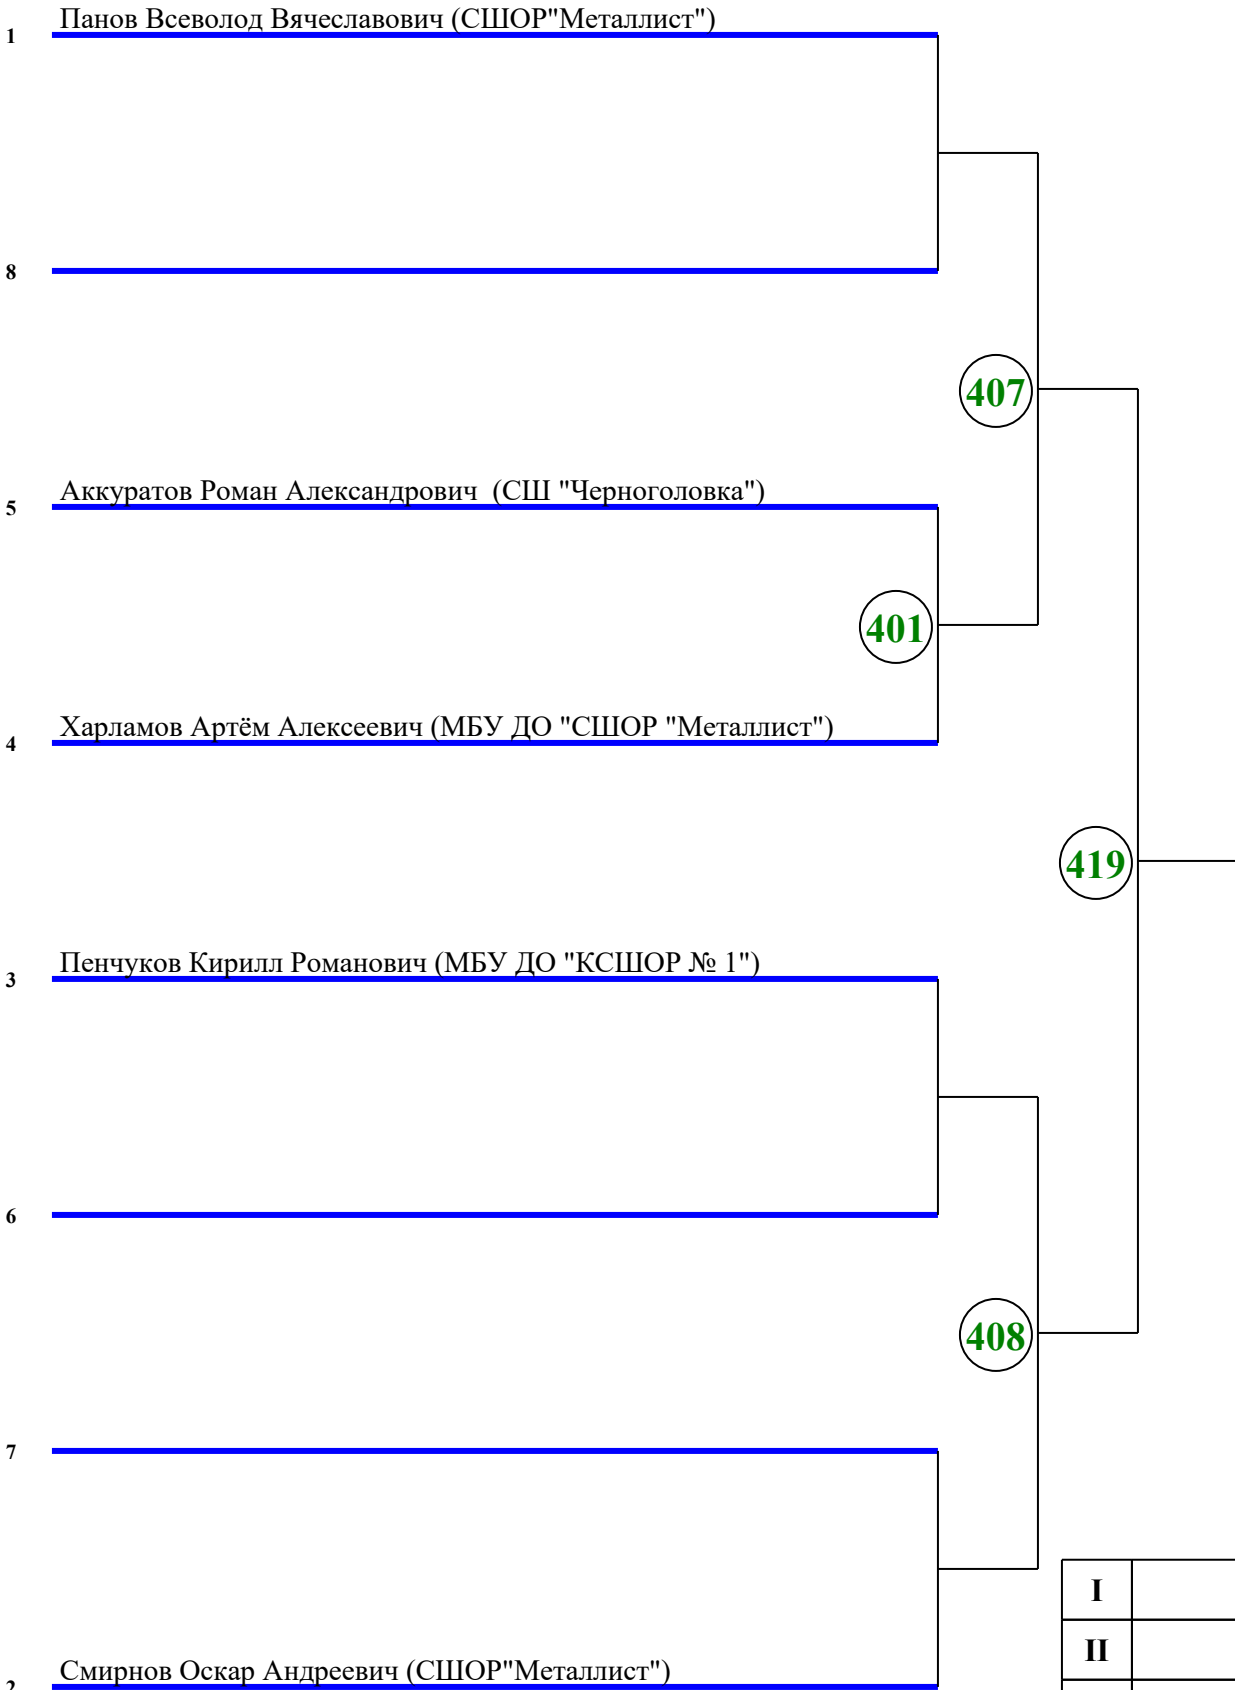 Панов Всеволод Вячеславович (СШОР"Металлист")
1
8
407
Аккуратов Роман Александрович  (СШ "Черноголовка")
5
401
Харламов Артём Алексеевич (МБУ ДО "СШОР "Металлист")
4
419
Пенчуков Кирилл Романович (МБУ ДО "КСШОР № 1")
3
6
408
7
I
II
Смирнов Оскар Андреевич (СШОР"Металлист")
2